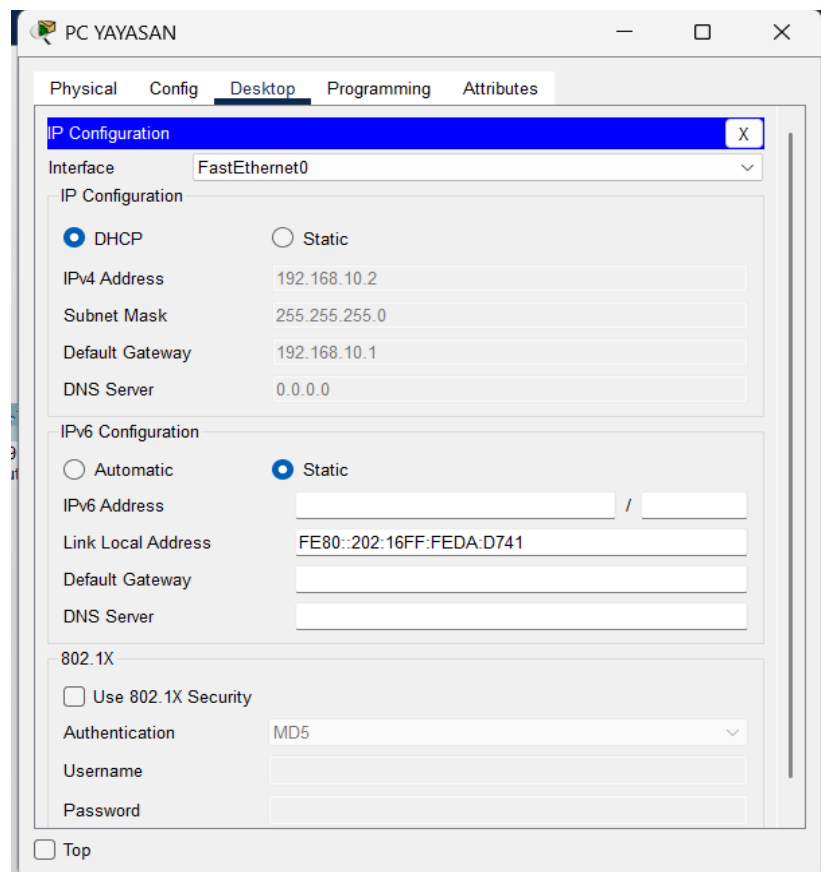 PC YAYASAN
Physical Config Desktop Programming Attributes
IP Configuration X
Interface FastEthernet0
IP Configuration
DHCP Static
IPv4 Address 192.168.10.2
Subnet Mask 255.255.255.0
Default Gateway 192.168.10.1
DNS Server 0.0.0.0
IPv6 Configuration
Automatic Static
IPv6 Address /
Link Local Address FE80::202:16FF:FEDA:D741
Default Gateway
DNS Server
802.1X
Use 802.1X Security
Authentication MD5
Username
Password
Top